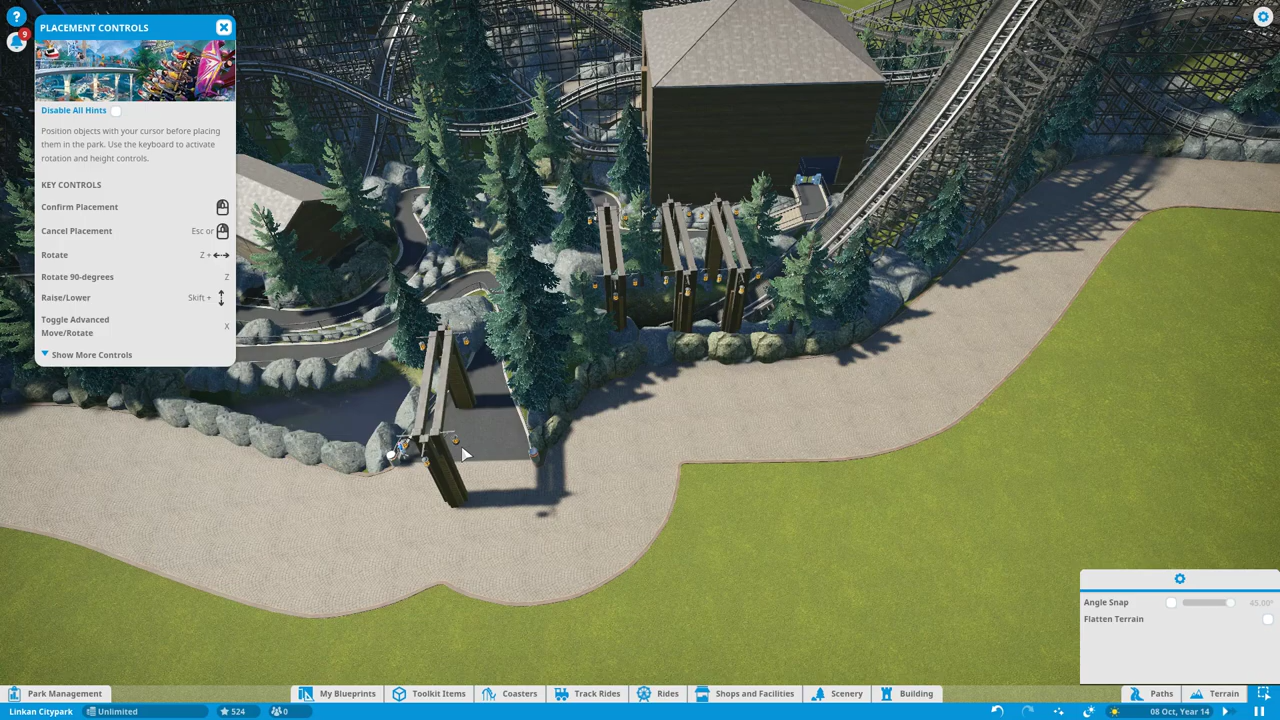 ?
9
PLACEMENT CONTROLS
Disable All Hints
Position objects with your cursor before placing
them in the park. Use the keyboard to activate
rotation and height controls.
KEY CONTROLS
Confirm Placement
Cancel Placement Esc or
Rotate Z +
Rotate 90-degrees Z
Raise/Lower Skift +
Toggle Advanced
Move/Rotate X
Show More Controls
Angle Snap 45.00°
Flatten Terrain
Park Management My Blueprints Toolkit Items Coasters Track Rides Rides Shops and Facilities Scenery Building Paths Terrain
Linkan Citypark Unlimited 524 0 08 Oct, Year 14